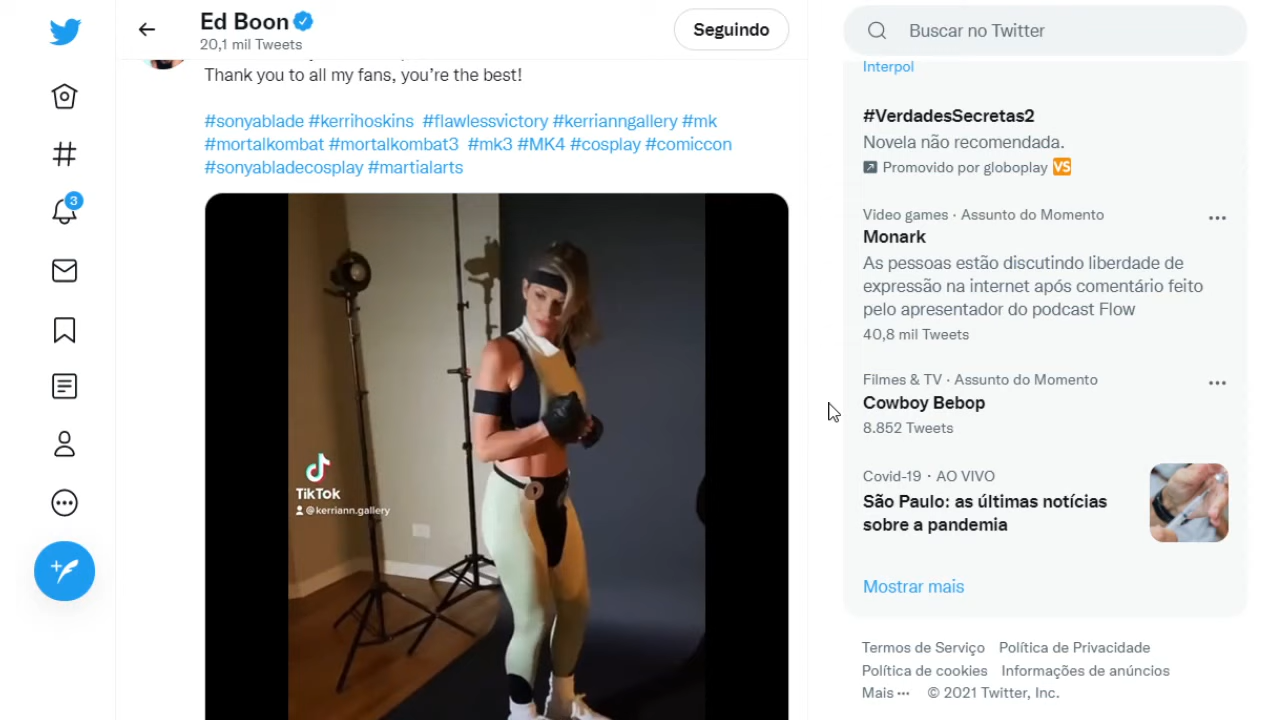 Ed Boon
20,1 mil Tweets
Seguindo
Thank you to all my fans, you’re the best!
#sonyablade #kerrihoskins #flawlessvictory #kerrianngallery #mk
#mortalkombat #mortalkombat3 #mk3 #MK4 #cosplay #comiccon
#sonyabladecosplay #martialarts
TikTok
@kerriann.gallery
3
Buscar no Twitter
Interpol
#VerdadesSecretas2
Novela não recomendada.
Promovido por globoplay VS
Video games · Assunto do Momento
Monark
As pessoas estão discutindo liberdade de
expressão na internet após comentário feito
pelo apresentador do podcast Flow
40,8 mil Tweets
Filmes & TV · Assunto do Momento
Cowboy Bebop
8.852 Tweets
Covid-19 · AO VIVO
São Paulo: as últimas notícias
sobre a pandemia
Mostrar mais
Termos de Serviço Política de Privacidade
Política de cookies Informações de anúncios
Mais ··· © 2021 Twitter, Inc.